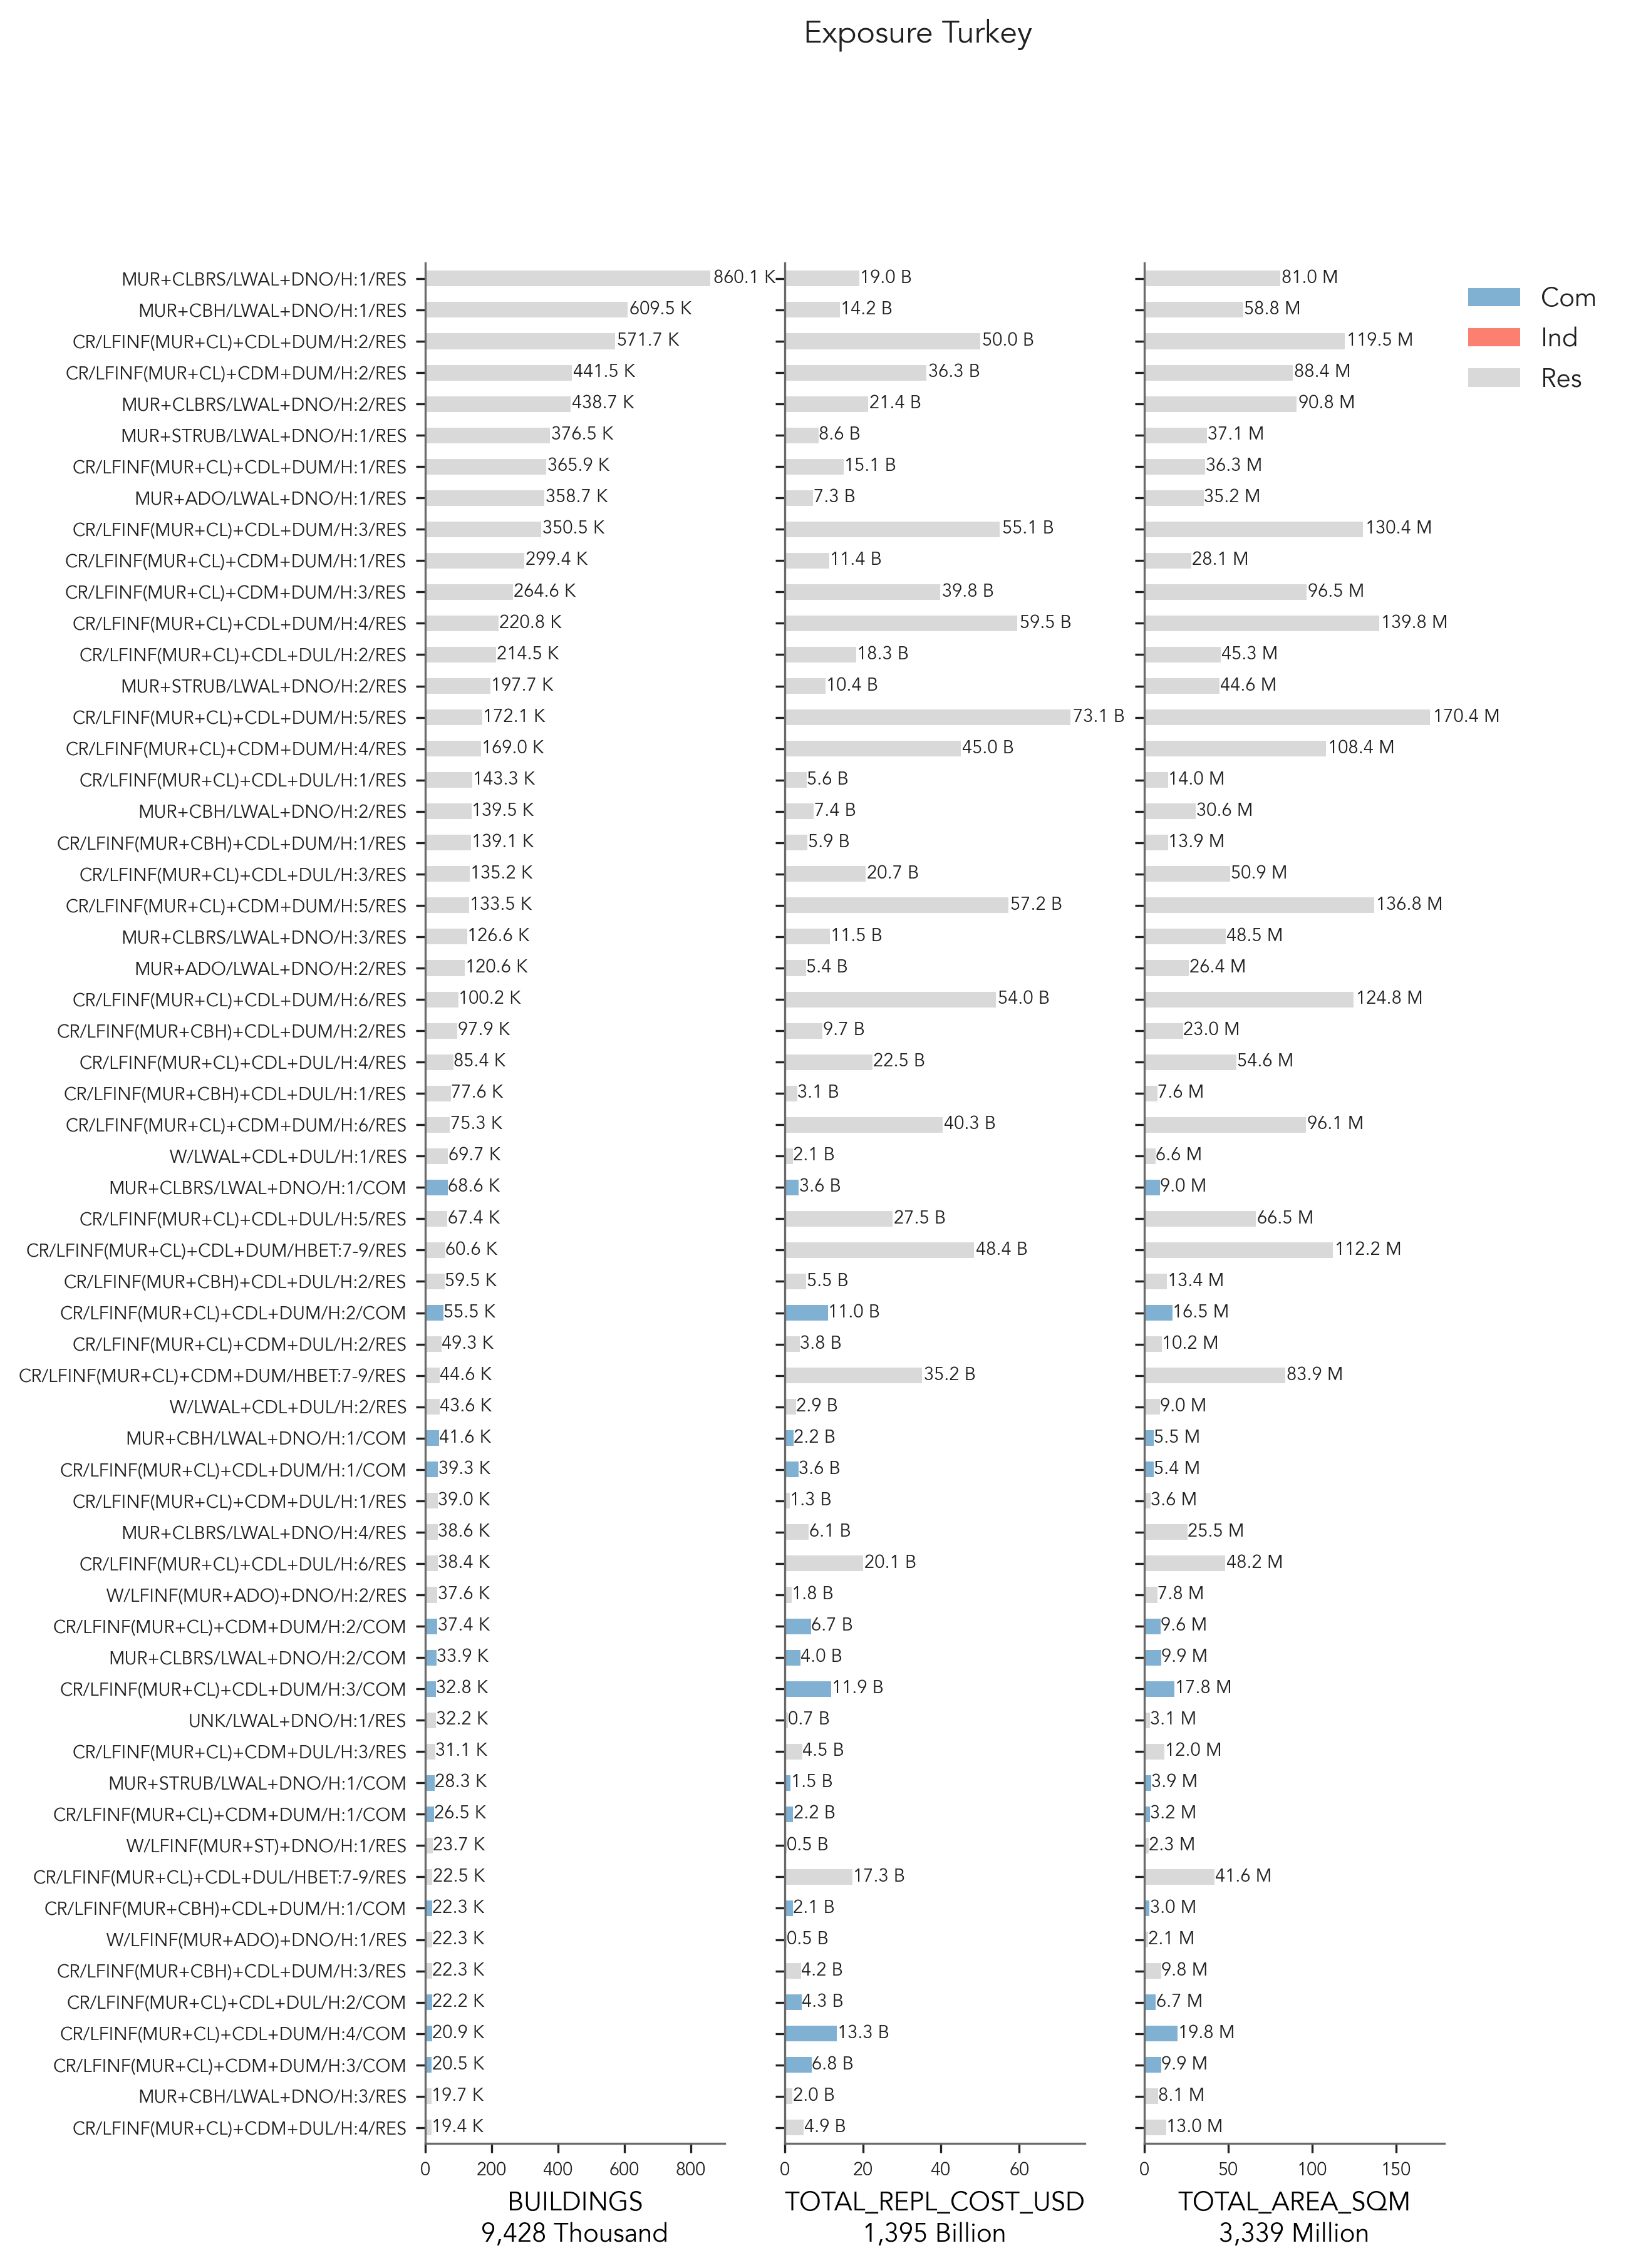 Exposure Turkey
MUR+CLBRS/LWAL+DNO/H:1/RES 860.1 K 19.0 B 81.0 M
MUR+CBH/LWAL+DNO/H:1/RES 609.5 K 14.2 B 58.8 M
CR/LFINF(MUR+CL)+CDL+DUM/H:2/RES 571.7 K 50.0 B 119.5 M
CR/LFINF(MUR+CL)+CDM+DUM/H:2/RES 441.5 K 36.3 B 88.4 M
MUR+CLBRS/LWAL+DNO/H:2/RES 438.7 K 21.4 B 90.8 M
MUR+STRUB/LWAL+DNO/H:1/RES 376.5 K 8.6 B 37.1 M
CR/LFINF(MUR+CL)+CDL+DUM/H:1/RES 365.9 K 15.1 B 36.3 M
MUR+ADO/LWAL+DNO/H:1/RES 358.7 K 7.3 B 35.2 M
CR/LFINF(MUR+CL)+CDL+DUM/H:3/RES 350.5 K 55.1 B 130.4 M
CR/LFINF(MUR+CL)+CDM+DUM/H:1/RES 299.4 K 11.4 B 28.1 M
CR/LFINF(MUR+CL)+CDM+DUM/H:3/RES 264.6 K 39.8 B 96.5 M
CR/LFINF(MUR+CL)+CDL+DUM/H:4/RES 220.8 K 59.5 B 139.8 M
CR/LFINF(MUR+CL)+CDL+DUL/H:2/RES 214.5 K 18.3 B 45.3 M
MUR+STRUB/LWAL+DNO/H:2/RES 197.7 K 10.4 B 44.6 M
CR/LFINF(MUR+CL)+CDL+DUM/H:5/RES 172.1 K 73.1 B 170.4 M
CR/LFINF(MUR+CL)+CDM+DUM/H:4/RES 169.0 K 45.0 B 108.4 M
CR/LFINF(MUR+CL)+CDL+DUL/H:1/RES 143.3 K 5.6 B 14.0 M
MUR+CBH/LWAL+DNO/H:2/RES 139.5 K 7.4 B 30.6 M
CR/LFINF(MUR+CBH)+CDL+DUM/H:1/RES 139.1 K 5.9 B 13.9 M
CR/LFINF(MUR+CL)+CDL+DUL/H:3/RES 135.2 K 20.7 B 50.9 M
CR/LFINF(MUR+CL)+CDM+DUM/H:5/RES 133.5 K 57.2 B 136.8 M
MUR+CLBRS/LWAL+DNO/H:3/RES 126.6 K 11.5 B 48.5 M
MUR+ADO/LWAL+DNO/H:2/RES 120.6 K 5.4 B 26.4 M
CR/LFINF(MUR+CL)+CDL+DUM/H:6/RES 100.2 K 54.0 B 124.8 M
CR/LFINF(MUR+CBH)+CDL+DUM/H:2/RES 97.9 K 9.7 B 23.0 M
CR/LFINF(MUR+CL)+CDL+DUL/H:4/RES 85.4 K 22.5 B 54.6 M
CR/LFINF(MUR+CBH)+CDL+DUL/H:1/RES 77.6 K 3.1 B 7.6 M
CR/LFINF(MUR+CL)+CDM+DUM/H:6/RES 75.3 K 40.3 B 96.1 M
W/LWAL+CDL+DUL/H:1/RES 69.7 K 2.1 B 6.6 M
MUR+CLBRS/LWAL+DNO/H:1/COM 68.6 K 3.6 B 9.0 M
CR/LFINF(MUR+CL)+CDL+DUL/H:5/RES 67.4 K 27.5 B 66.5 M
CR/LFINF(MUR+CL)+CDL+DUM/HBET:7-9/RES 60.6 K 48.4 B 112.2 M
CR/LFINF(MUR+CBH)+CDL+DUL/H:2/RES 59.5 K 5.5 B 13.4 M
CR/LFINF(MUR+CL)+CDL+DUM/H:2/COM 55.5 K 11.0 B 16.5 M
CR/LFINF(MUR+CL)+CDM+DUL/H:2/RES 49.3 K 3.8 B 10.2 M
CR/LFINF(MUR+CL)+CDM+DUM/HBET:7-9/RES 44.6 K 35.2 B 83.9 M
W/LWAL+CDL+DUL/H:2/RES 43.6 K 2.9 B 9.0 M
MUR+CBH/LWAL+DNO/H:1/COM 41.6 K 2.2 B 5.5 M
CR/LFINF(MUR+CL)+CDL+DUM/H:1/COM 39.3 K 3.6 B 5.4 M
CR/LFINF(MUR+CL)+CDM+DUL/H:1/RES 39.0 K 1.3 B 3.6 M
MUR+CLBRS/LWAL+DNO/H:4/RES 38.6 K 6.1 B 25.5 M
CR/LFINF(MUR+CL)+CDL+DUL/H:6/RES 38.4 K 20.1 B 48.2 M
W/LFINF(MUR+ADO)+DNO/H:2/RES 37.6 K 1.8 B 7.8 M
CR/LFINF(MUR+CL)+CDM+DUM/H:2/COM 37.4 K 6.7 B 9.6 M
MUR+CLBRS/LWAL+DNO/H:2/COM 33.9 K 4.0 B 9.9 M
CR/LFINF(MUR+CL)+CDL+DUM/H:3/COM 32.8 K 11.9 B 17.8 M
UNK/LWAL+DNO/H:1/RES 32.2 K 0.7 B 3.1 M
CR/LFINF(MUR+CL)+CDM+DUL/H:3/RES 31.1 K 4.5 B 12.0 M
MUR+STRUB/LWAL+DNO/H:1/COM 28.3 K 1.5 B 3.9 M
CR/LFINF(MUR+CL)+CDM+DUM/H:1/COM 26.5 K 2.2 B 3.2 M
W/LFINF(MUR+ST)+DNO/H:1/RES 23.7 K 0.5 B 2.3 M
CR/LFINF(MUR+CL)+CDL+DUL/HBET:7-9/RES 22.5 K 17.3 B 41.6 M
CR/LFINF(MUR+CBH)+CDL+DUM/H:1/COM 22.3 K 2.1 B 3.0 M
W/LFINF(MUR+ADO)+DNO/H:1/RES 22.3 K 0.5 B 2.1 M
CR/LFINF(MUR+CBH)+CDL+DUM/H:3/RES 22.3 K 4.2 B 9.8 M
CR/LFINF(MUR+CL)+CDL+DUL/H:2/COM 22.2 K 4.3 B 6.7 M
CR/LFINF(MUR+CL)+CDL+DUM/H:4/COM 20.9 K 13.3 B 19.8 M
CR/LFINF(MUR+CL)+CDM+DUM/H:3/COM 20.5 K 6.8 B 9.9 M
MUR+CBH/LWAL+DNO/H:3/RES 19.7 K 2.0 B 8.1 M
CR/LFINF(MUR+CL)+CDM+DUL/H:4/RES 19.4 K 4.9 B 13.0 M
0 200 400 600 800 0 20 40 60 0 50 100 150
BUILDINGS TOTAL_REPL_COST_USD TOTAL_AREA_SQM
9,428 Thousand 1,395 Billion 3,339 Million
Com
Ind
Res